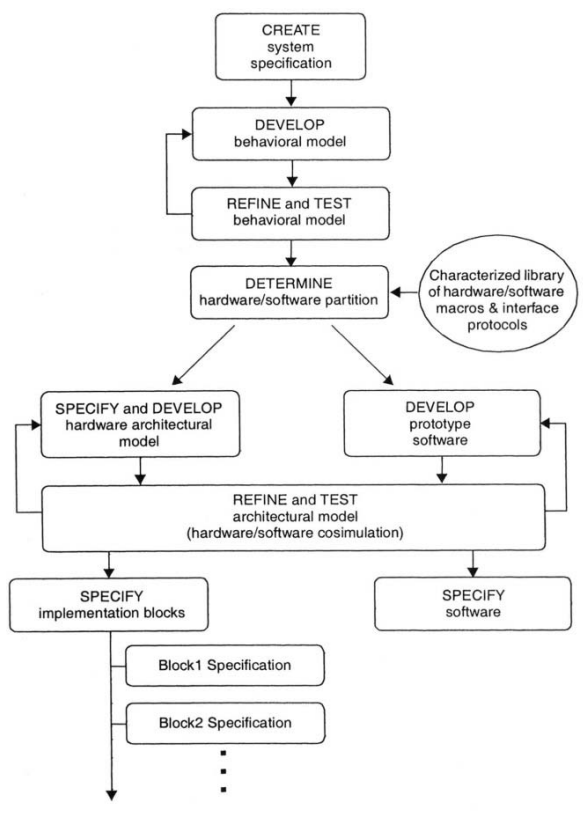 CREATE
system
specification
DEVELOP
behavioral model
REFINE and TEST
behavioral model
DETERMINE
hardware/software partition
Characterized library
of hardware/software
macros & interface
protocols
SPECIFY and DEVELOP
hardware architectural
model
DEVELOP
prototype
software
REFINE and TEST
architectural model
(hardware/software cosimulation)
SPECIFY
implementation blocks
SPECIFY
software
Block1 Specification
Block2 Specification